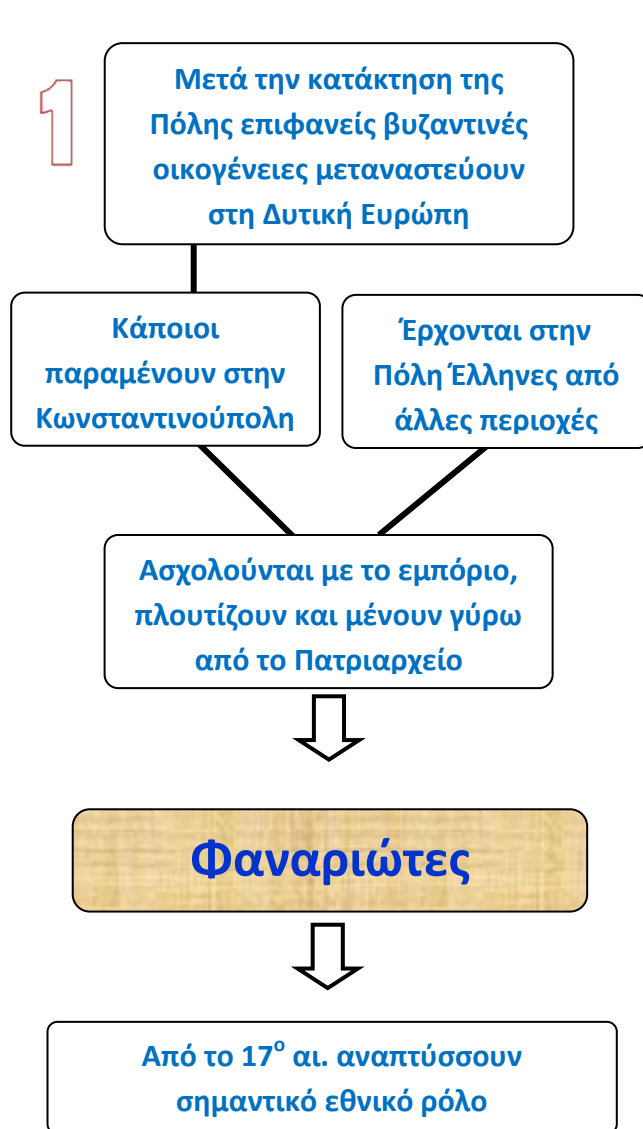 1
Μετά την κατάκτηση της
Πόλης επιφανείς βυζαντινές
οικογένειες μεταναστεύουν
στη Δυτική Ευρώπη
Κάποιοι
παραμένουν στην
Κωνσταντινούπολη
Έρχονται στην
Πόλη Έλληνες από
άλλες περιοχές
Ασχολούνται με το εμπόριο,
πλουτίζουν και μένουν γύρω
από το Πατριαρχείο
Φαναριώτες
Από το 17ο αι. αναπτύσσουν
σημαντικό εθνικό ρόλο